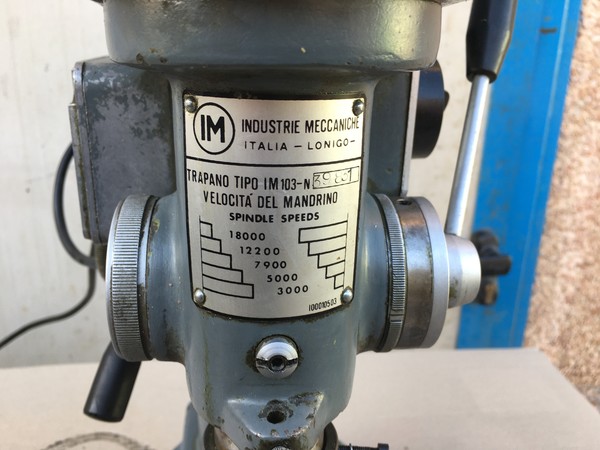 IM INDUSTRIE MECCANICHE
ITALIA - LONIGO -
TRAPANO TIPO IM 103-N
VELOCITA' DEL MANDRINO
SPINDLE SPEEDS
18000
12200
7900
5000
3000
100010503